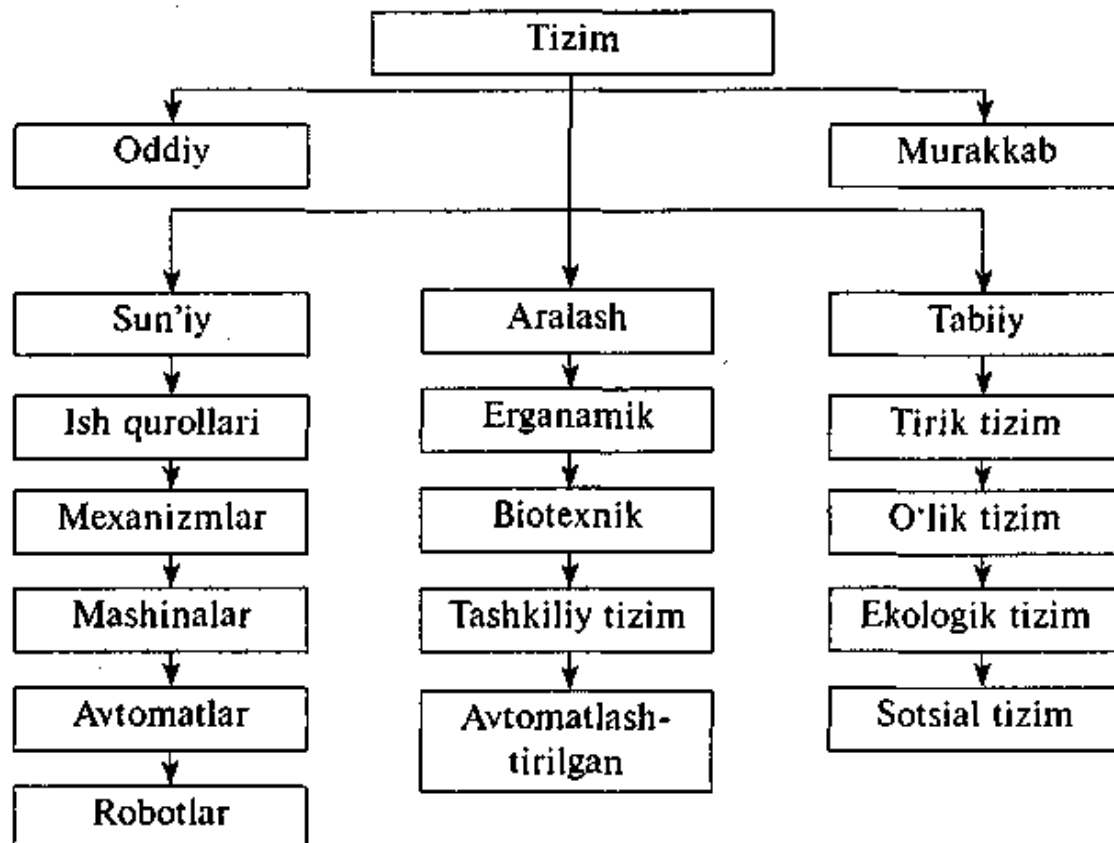 Tizim
Oddiy
Murakkab
Sun'iy
Aralash
Tabiiy
Ish qurollari
Erganamik
Tirik tizim
Mexanizmlar
Biotexnik
O‘lik tizim
Mashinalar
Tashkiliy tizim
Ekologik tizim
Avtomatlar
Avtomatlash-
tirilgan
Sotsial tizim
Robotlar